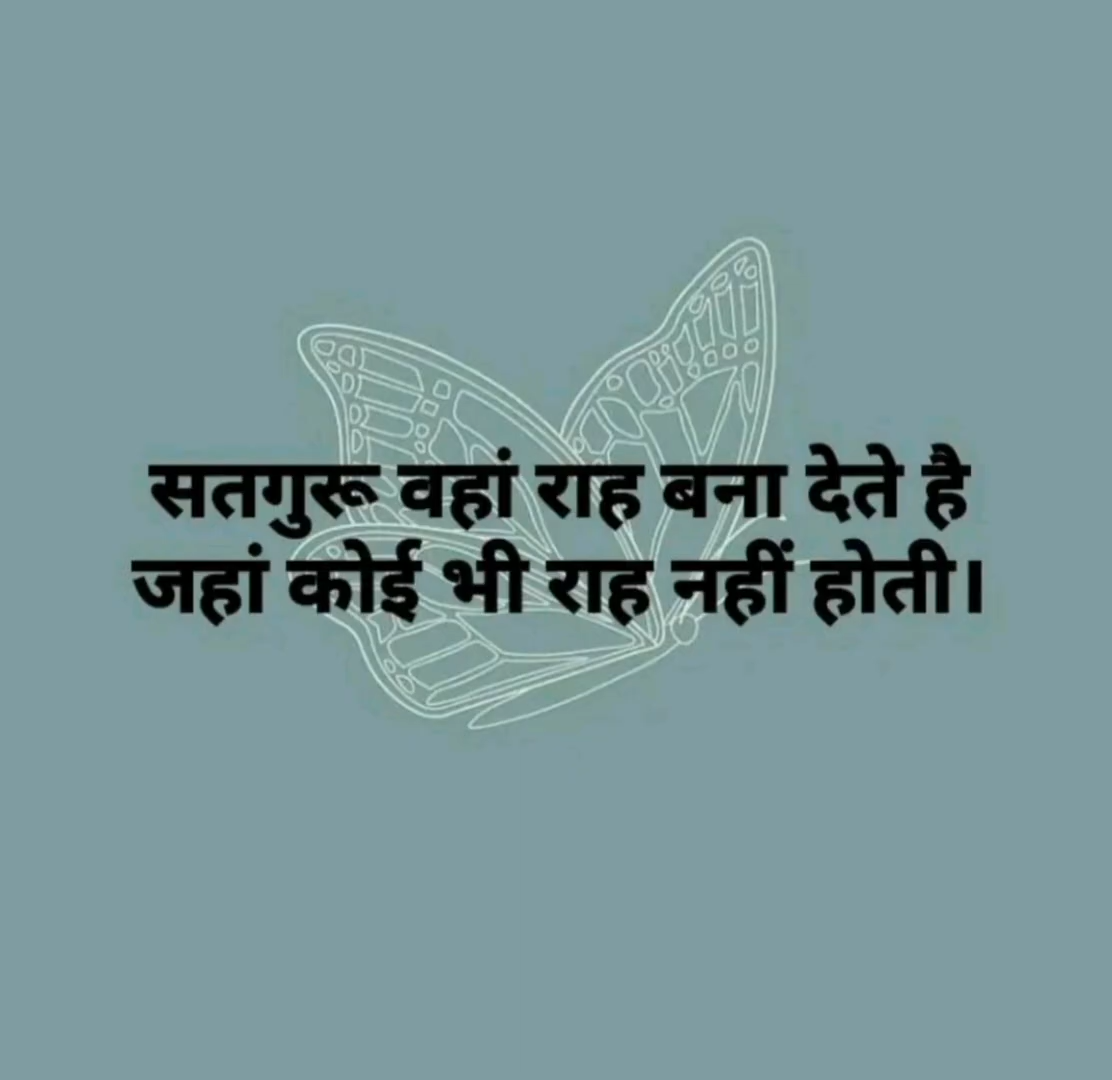 सतगुरू वहां राह बना देते है
जहां कोई भी राह नहीं होती।